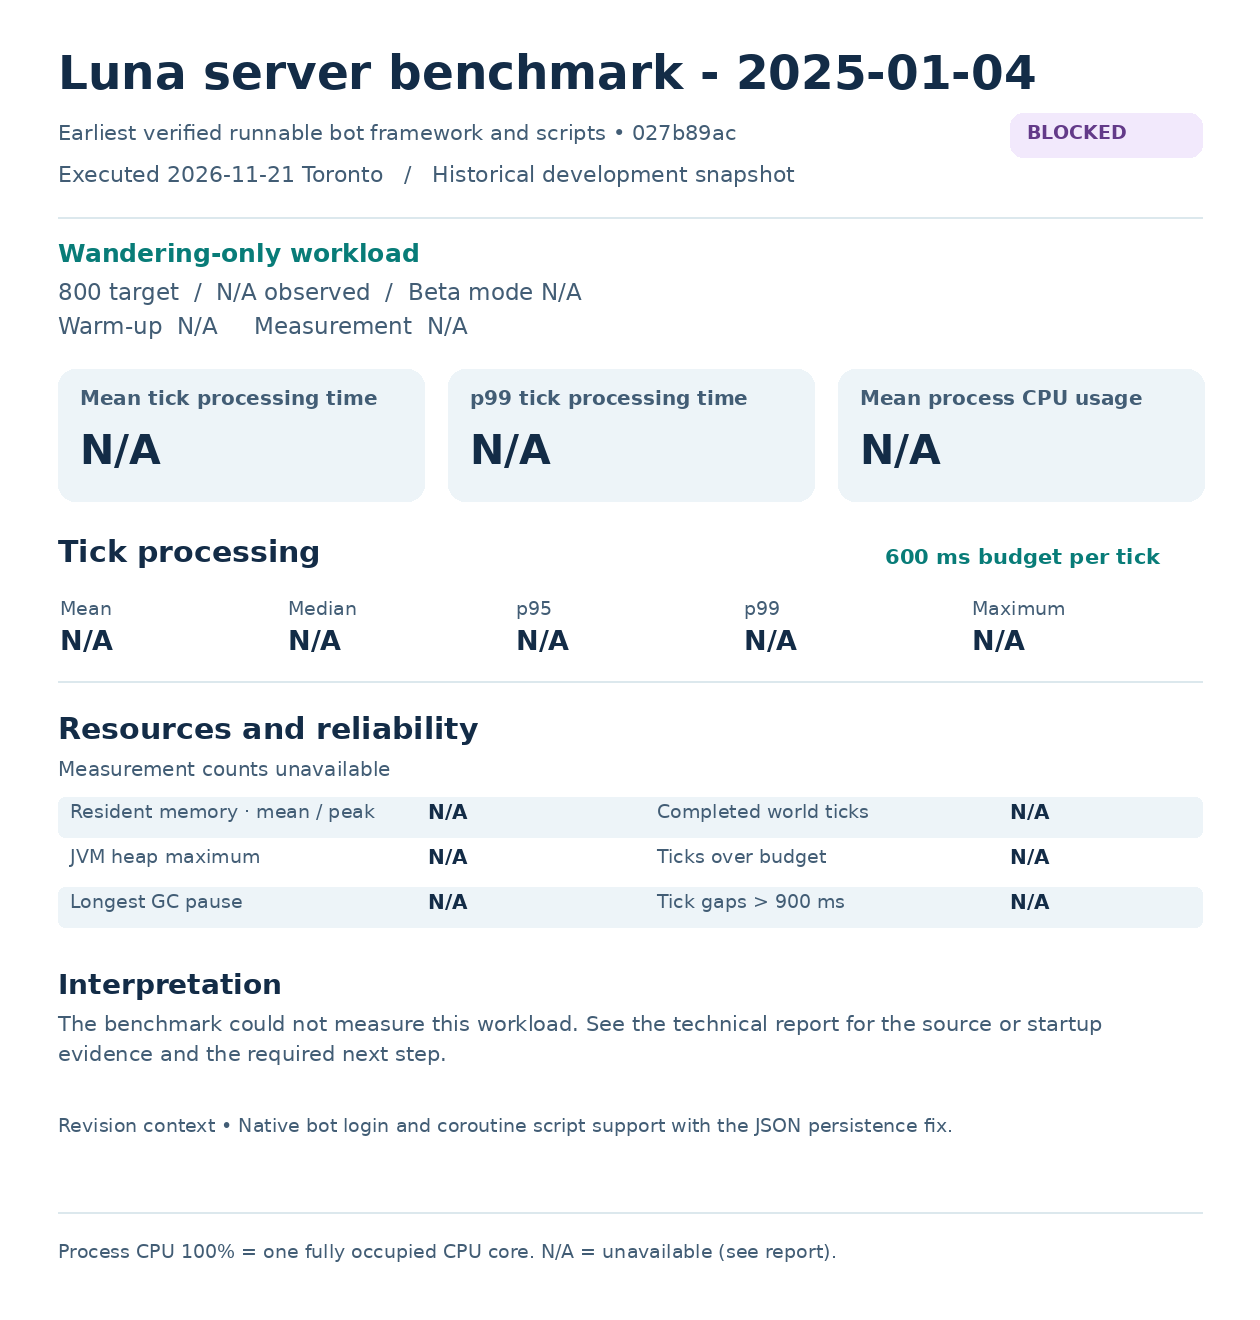 Luna server benchmark - 2025-01-04
Earliest verified runnable bot framework and scripts • 027b89ac
BLOCKED
Executed 2026-11-21 Toronto / Historical development snapshot
Wandering-only workload
800 target / N/A observed / Beta mode N/A
Warm-up N/A Measurement N/A
Mean tick processing time
N/A
p99 tick processing time
N/A
Mean process CPU usage
N/A
Tick processing
600 ms budget per tick
Mean Median p95 p99 Maximum
N/A N/A N/A N/A N/A
Resources and reliability
Measurement counts unavailable
Resident memory · mean / peak N/A Completed world ticks N/A
JVM heap maximum N/A Ticks over budget N/A
Longest GC pause N/A Tick gaps > 900 ms N/A
Interpretation
The benchmark could not measure this workload. See the technical report for the source or startup
evidence and the required next step.
Revision context • Native bot login and coroutine script support with the JSON persistence fix.
Process CPU 100% = one fully occupied CPU core. N/A = unavailable (see report).